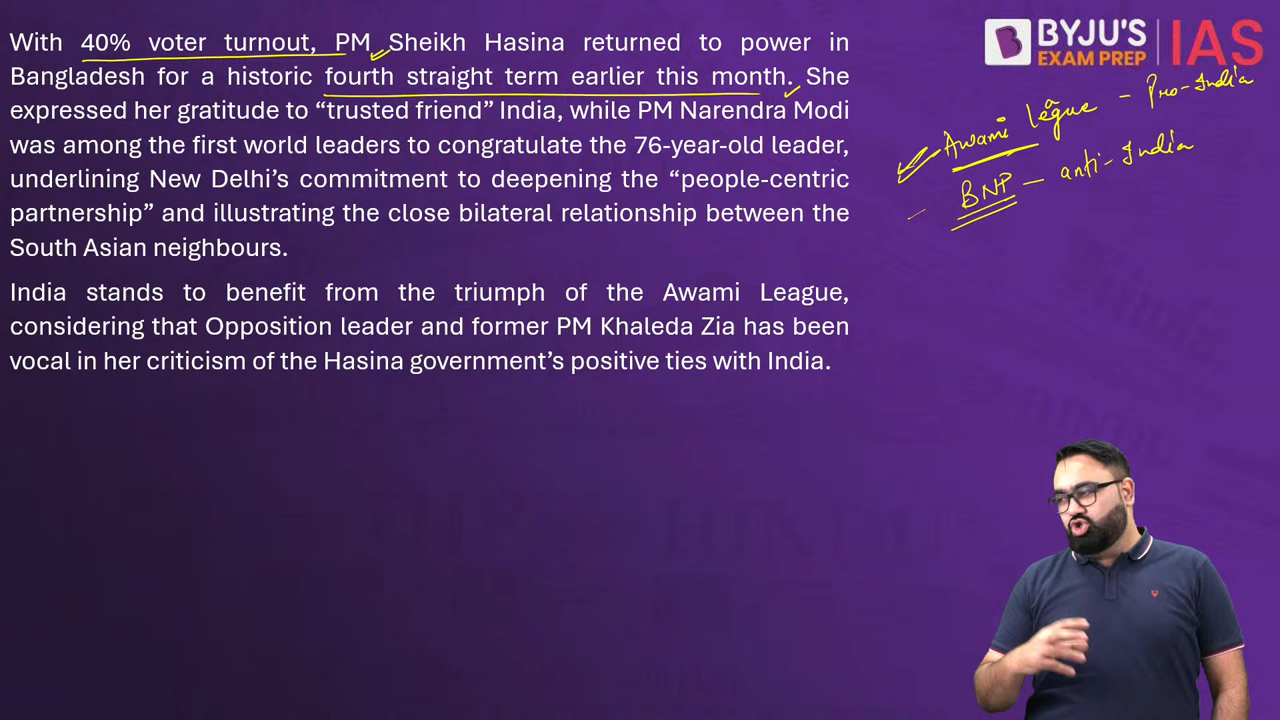 With 40% voter turnout, PM Sheikh Hasina returned to power in
Bangladesh for a historic fourth straight term earlier this month. She
expressed her gratitude to “trusted friend” India, while PM Narendra Modi
was among the first world leaders to congratulate the 76-year-old leader,
underlining New Delhi’s commitment to deepening the “people-centric
partnership” and illustrating the close bilateral relationship between the
South Asian neighbours.
India stands to benefit from the triumph of the Awami League,
considering that Opposition leader and former PM Khaleda Zia has been
vocal in her criticism of the Hasina government’s positive ties with India.
BYJU'S
EXAM PREP
IAS
Awami leāgue - Pro-India
BNP - anti-India